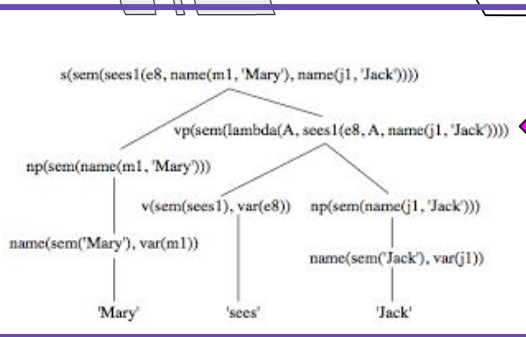 s(sem(sees1(e8, name(m1, 'Mary'), name(j1, 'Jack'))))
vp(sem(lambda(A, sees1(e8, A, name(j1, 'Jack'))))
np(sem(name(m1, 'Mary')))
v(sem(sees1), var(e8)) np(sem(name(j1, 'Jack')))
name(sem('Mary'), var(m1))
name(sem('Jack'), var(j1))
'Mary' 'sees' 'Jack'